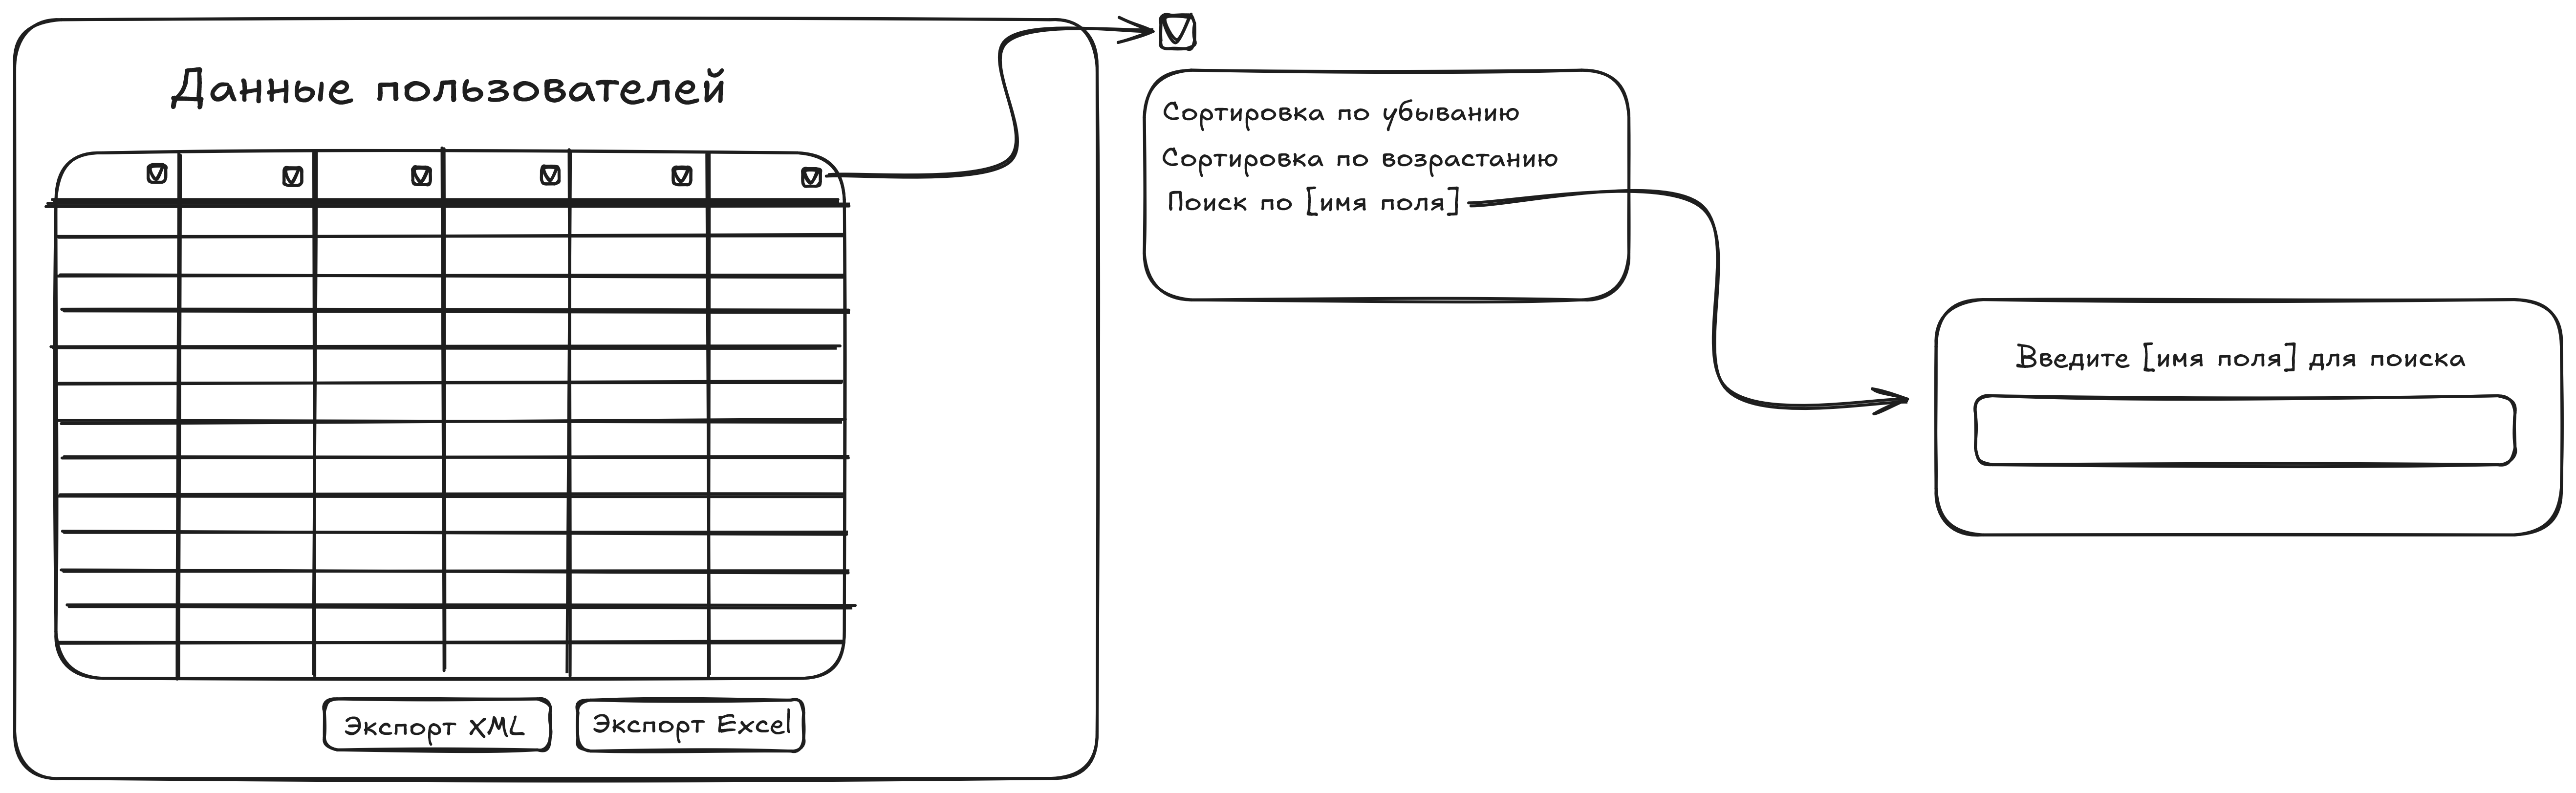 Данные пользователей
Сортировка по убыванию
Сортировка по возрастанию
Поиск по [имя поля]
Введите [имя поля] для поиска
Экспорт XML
Экспорт Excel